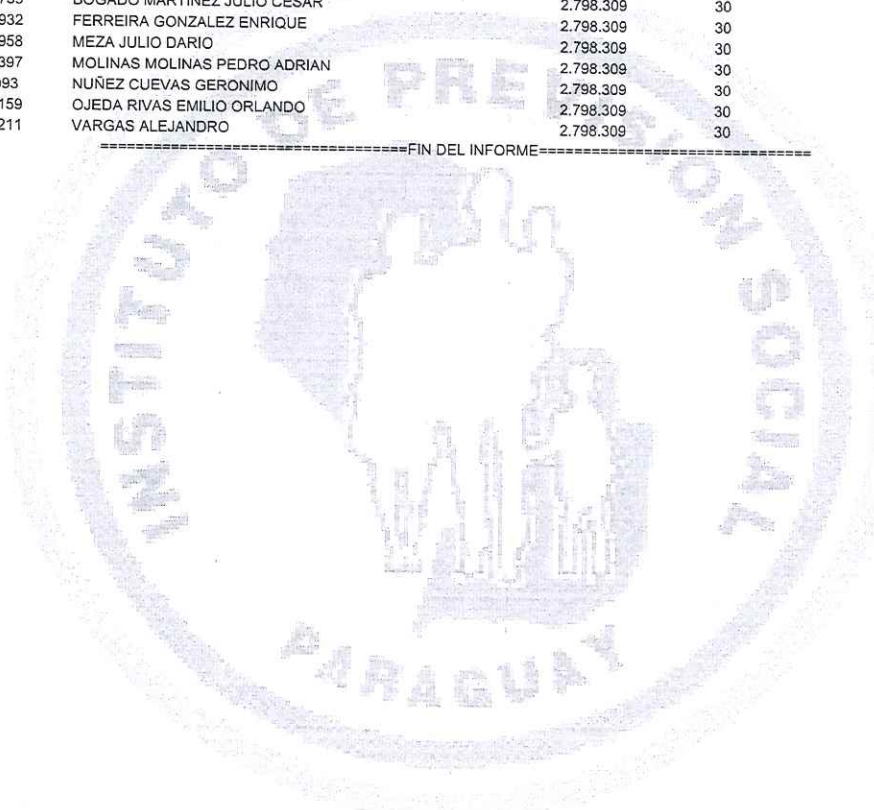 BOGADO MARTINEZ JULIO CESAR 2.798.309 30
932 FERREIRA GONZALEZ ENRIQUE 2.798.309 30
958 MEZA JULIO DARIO 2.798.309 30
397 MOLINAS MOLINAS PEDRO ADRIAN 2.798.309 30
093 NUÑEZ CUEVAS GERONIMO 2.798.309 30
159 OJEDA RIVAS EMILIO ORLANDO 2.798.309 30
211 VARGAS ALEJANDRO 2.798.309 30
===================================FIN DEL INFORME===============================
INSTITUTO DE PREVISION SOCIAL
PARAGUAY